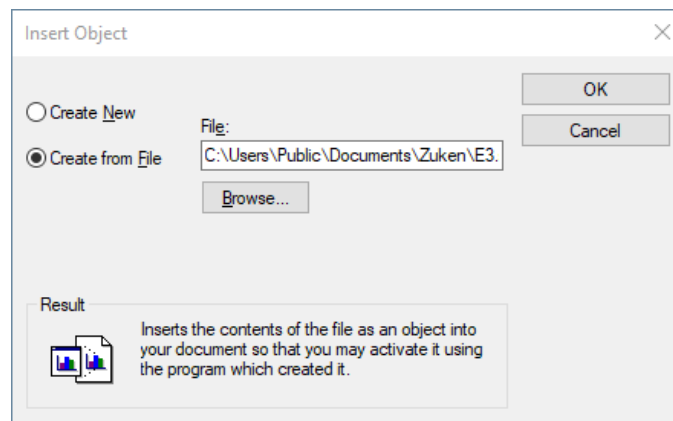 Insert Object
Create New
Create from File
File:
C:\Users\Public\Documents\Zuken\E3.
Browse...
OK
Cancel
Result
Inserts the contents of the file as an object into
your document so that you may activate it using
the program which created it.